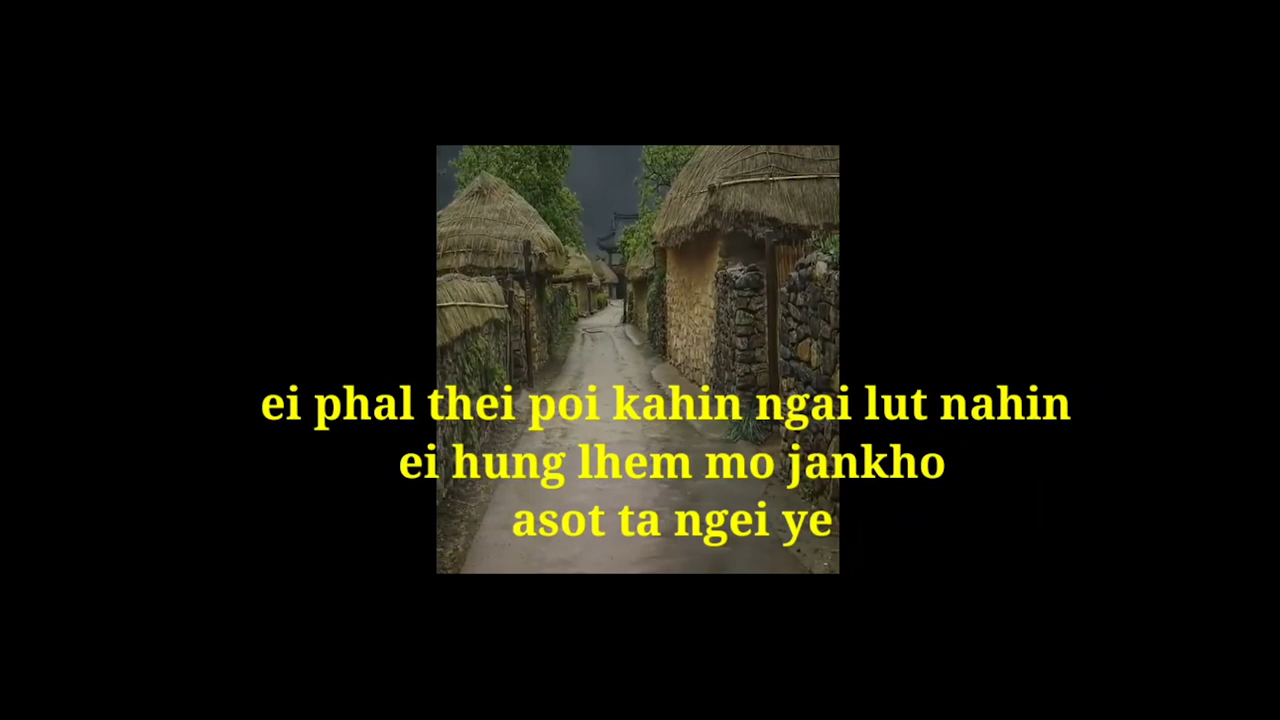 ei phal thei poi kahin ngai lut nahin
ei hung lhem mo jankho
asot ta ngei ye